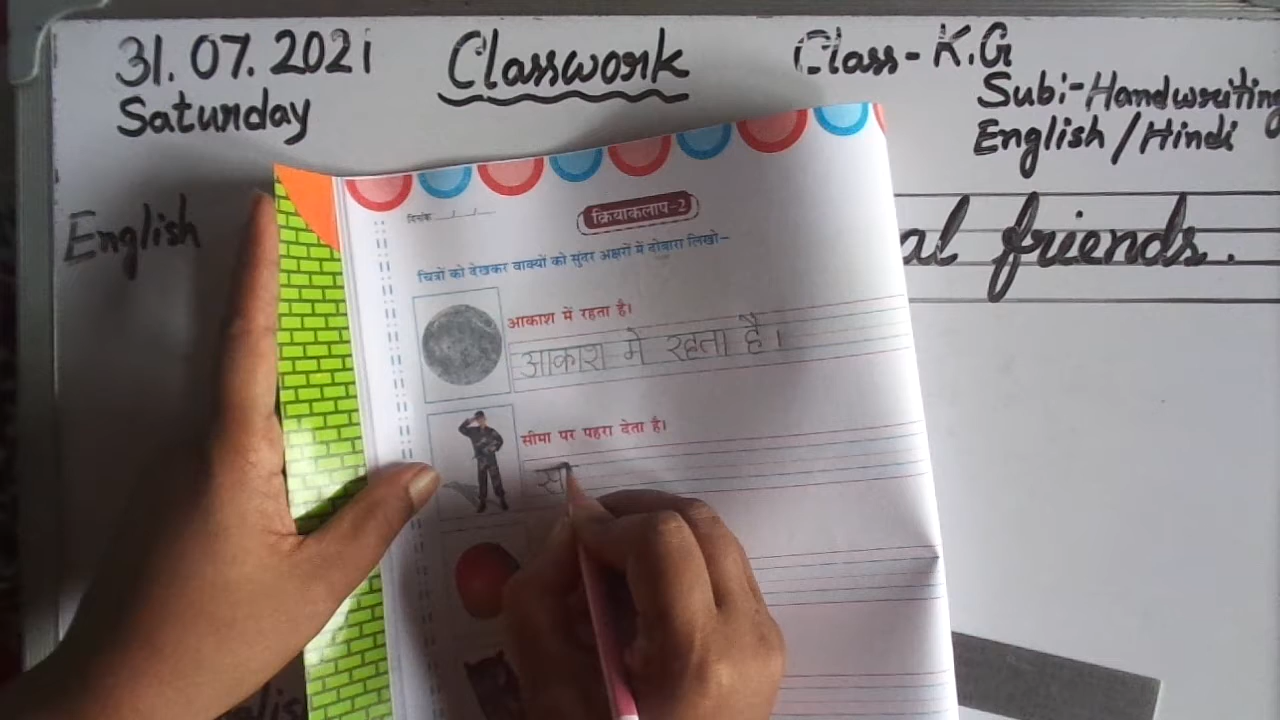 31.07.2021
Saturday
Classwork
Class-K.G
Subi-Handwriting
English/Hindi
English
al friends.
दिनांक
क्रियाकलाप-2
चित्रों को देखकर वाक्यों को सुंदर अक्षरों में दोबारा लिखो–
आकाश में रहता है।
आकाश मे रहता है।
सीमा पर पहरा देता है।
स